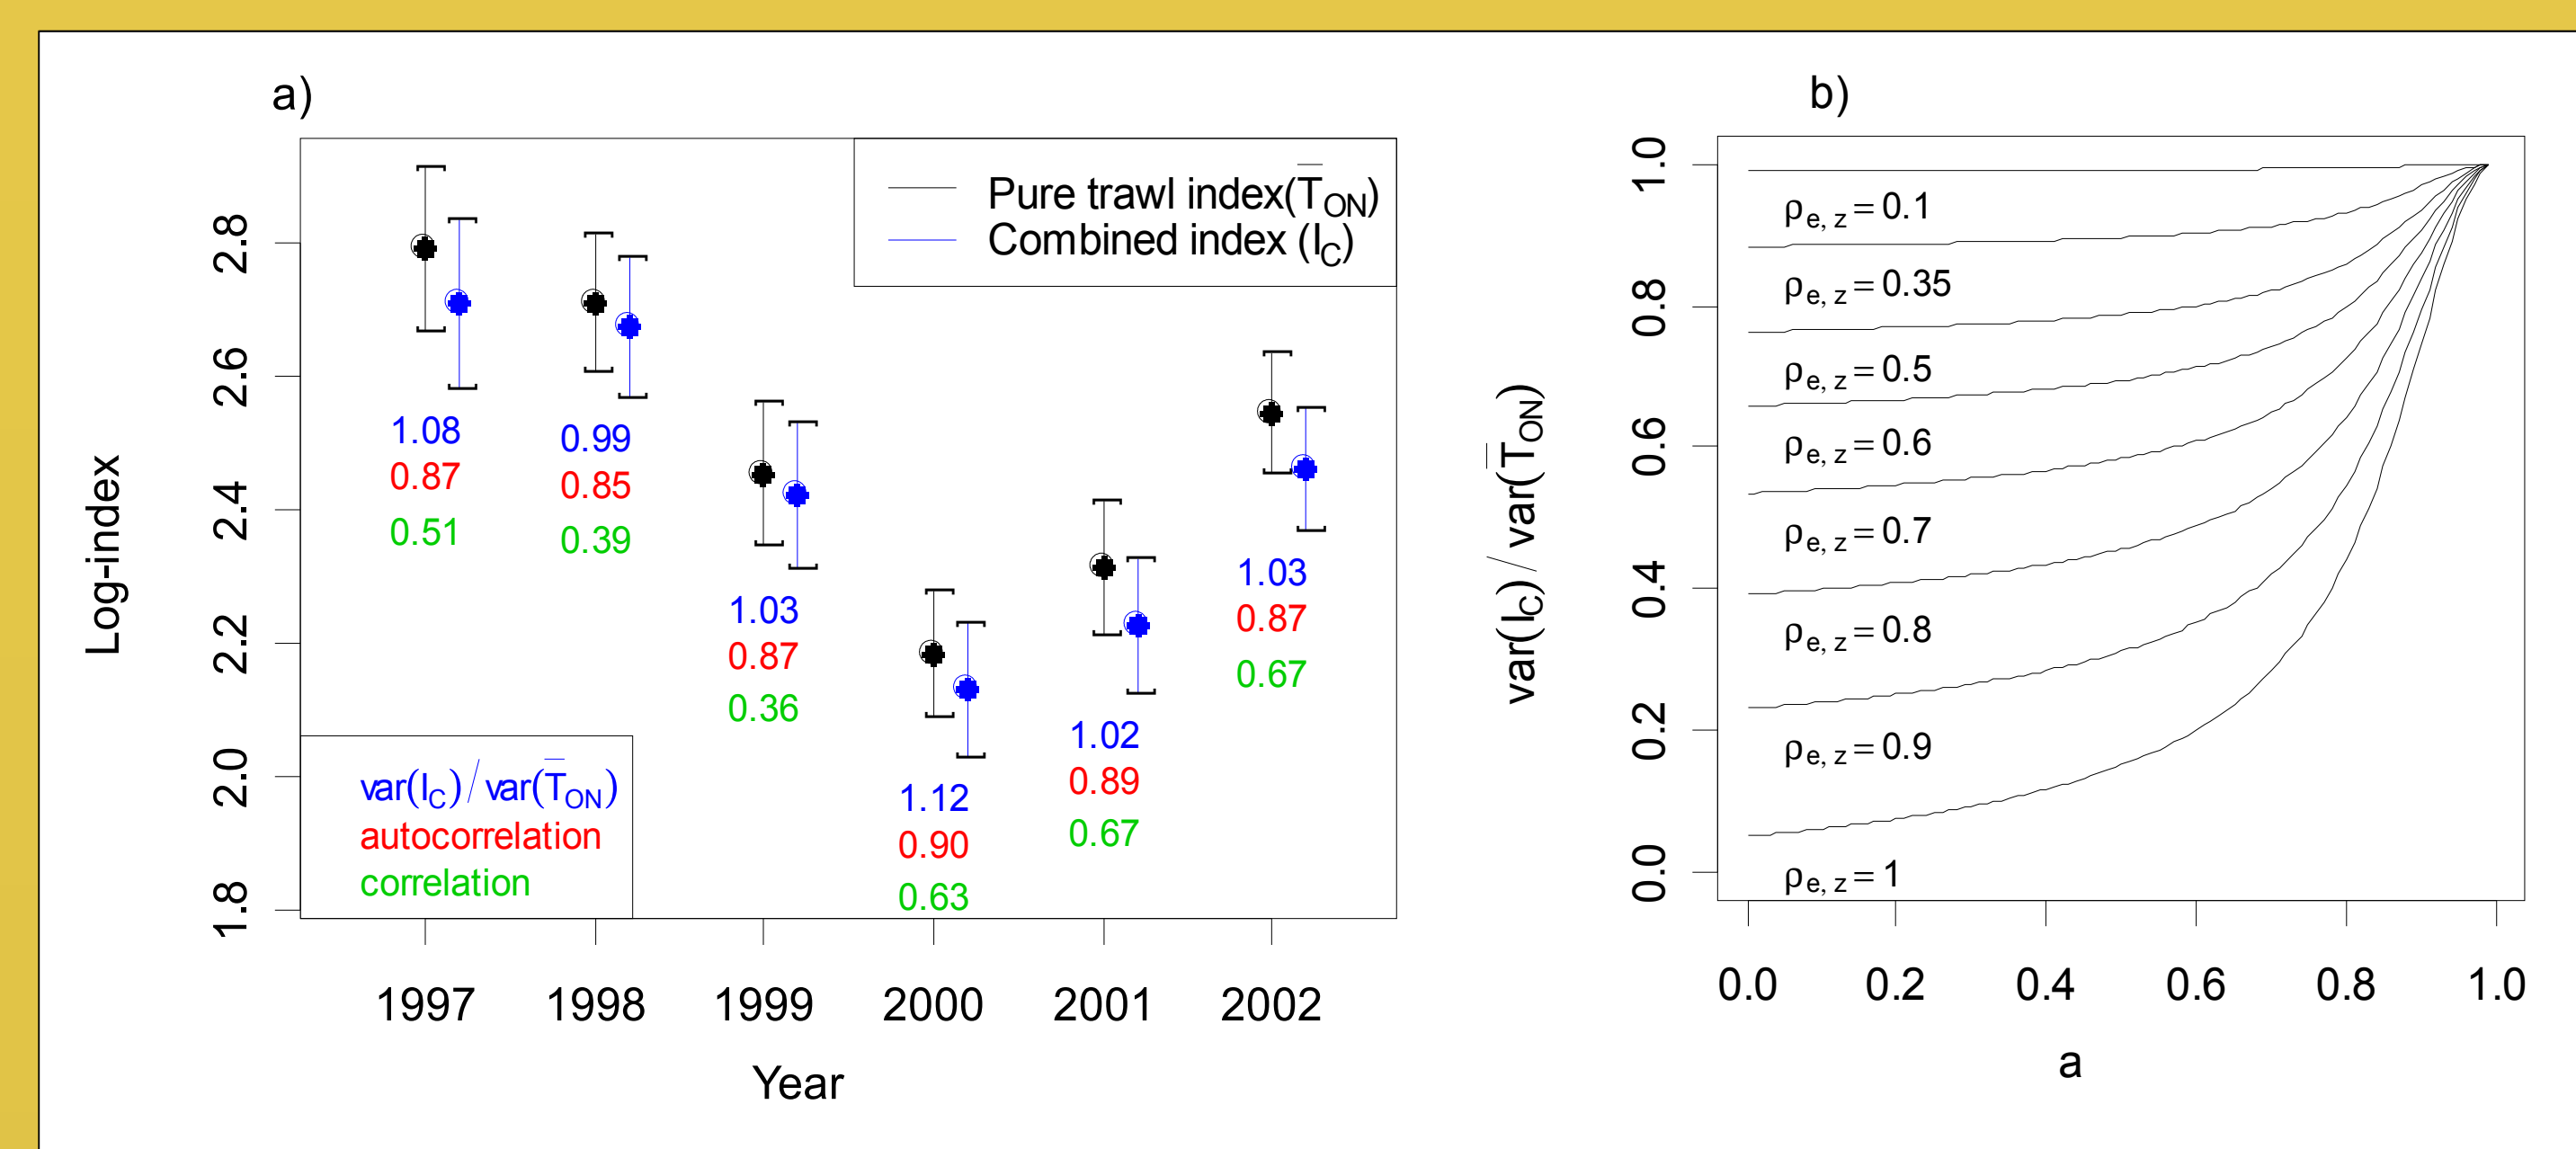 a)
Log-index
2.8
2.6
2.4
2.2
2.0
1.8
Pure trawl index(T̅ON)
Combined index (IC)
1.08
0.87
0.51
0.99
0.85
0.39
1.03
0.87
0.36
1.12
0.90
0.63
1.02
0.89
0.67
1.03
0.87
0.67
var(IC) / var(T̅ON)
autocorrelation
correlation
1997 1998 1999 2000 2001 2002
Year
b)
var(IC) / var(T̅ON)
1.0
0.8
0.6
0.4
0.2
0.0
ρe, z = 0.1
ρe, z = 0.35
ρe, z = 0.5
ρe, z = 0.6
ρe, z = 0.7
ρe, z = 0.8
ρe, z = 0.9
ρe, z = 1
0.0 0.2 0.4 0.6 0.8 1.0
a